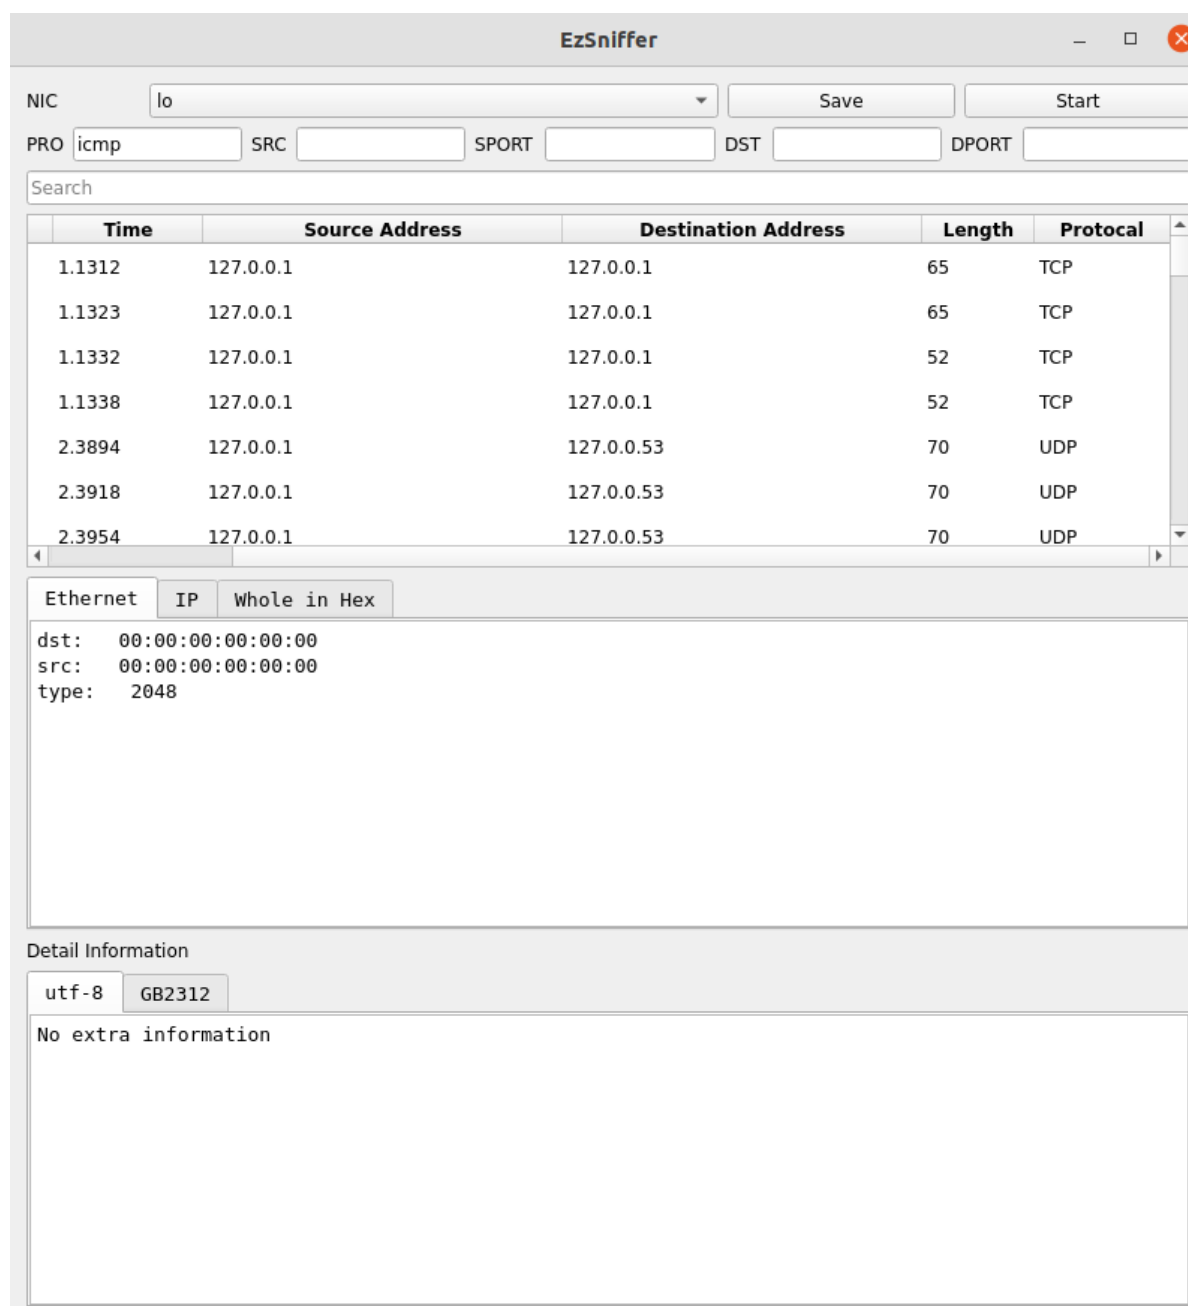 EzSniffer
NIC lo Save Start
PRO icmp SRC SPORT DST DPORT
Search
Time Source Address Destination Address Length Protocal
1.1312 127.0.0.1 127.0.0.1 65 TCP
1.1323 127.0.0.1 127.0.0.1 65 TCP
1.1332 127.0.0.1 127.0.0.1 52 TCP
1.1338 127.0.0.1 127.0.0.1 52 TCP
2.3894 127.0.0.1 127.0.0.53 70 UDP
2.3918 127.0.0.1 127.0.0.53 70 UDP
2.3954 127.0.0.1 127.0.0.53 70 UDP
Ethernet IP Whole in Hex
dst: 00:00:00:00:00:00
src: 00:00:00:00:00:00
type: 2048
Detail Information
utf-8 GB2312
No extra information